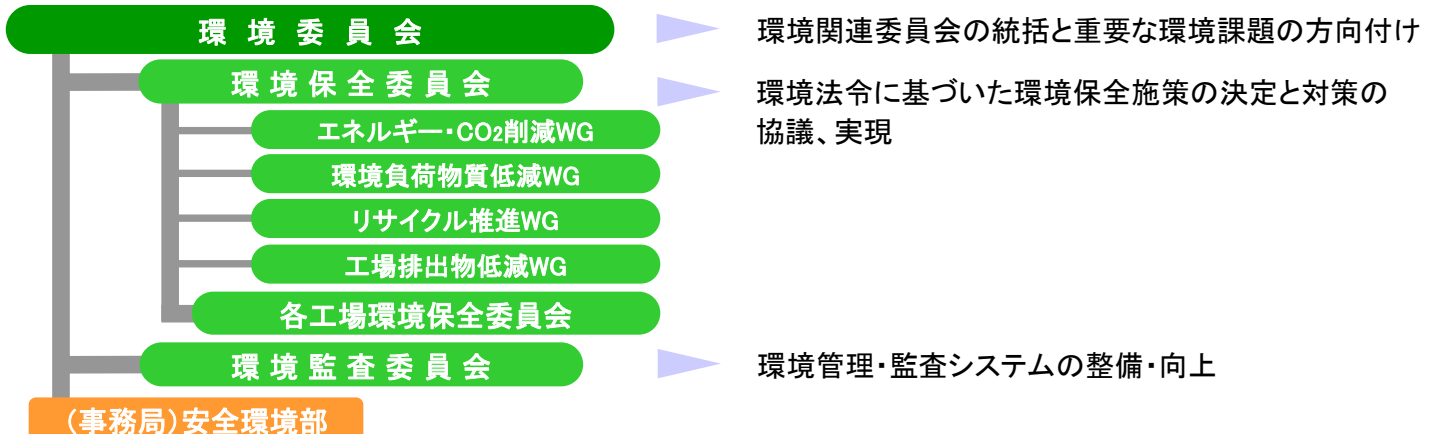 環境委員会
環境関連委員会の統括と重要な環境課題の方向付け
環境保全委員会
環境法令に基づいた環境保全施策の決定と対策の
協議、実現
エネルギー・CO2削減WG
環境負荷物質低減WG
リサイクル推進WG
工場排出物低減WG
各工場環境保全委員会
環境監査委員会
環境管理・監査システムの整備・向上
（事務局）安全環境部